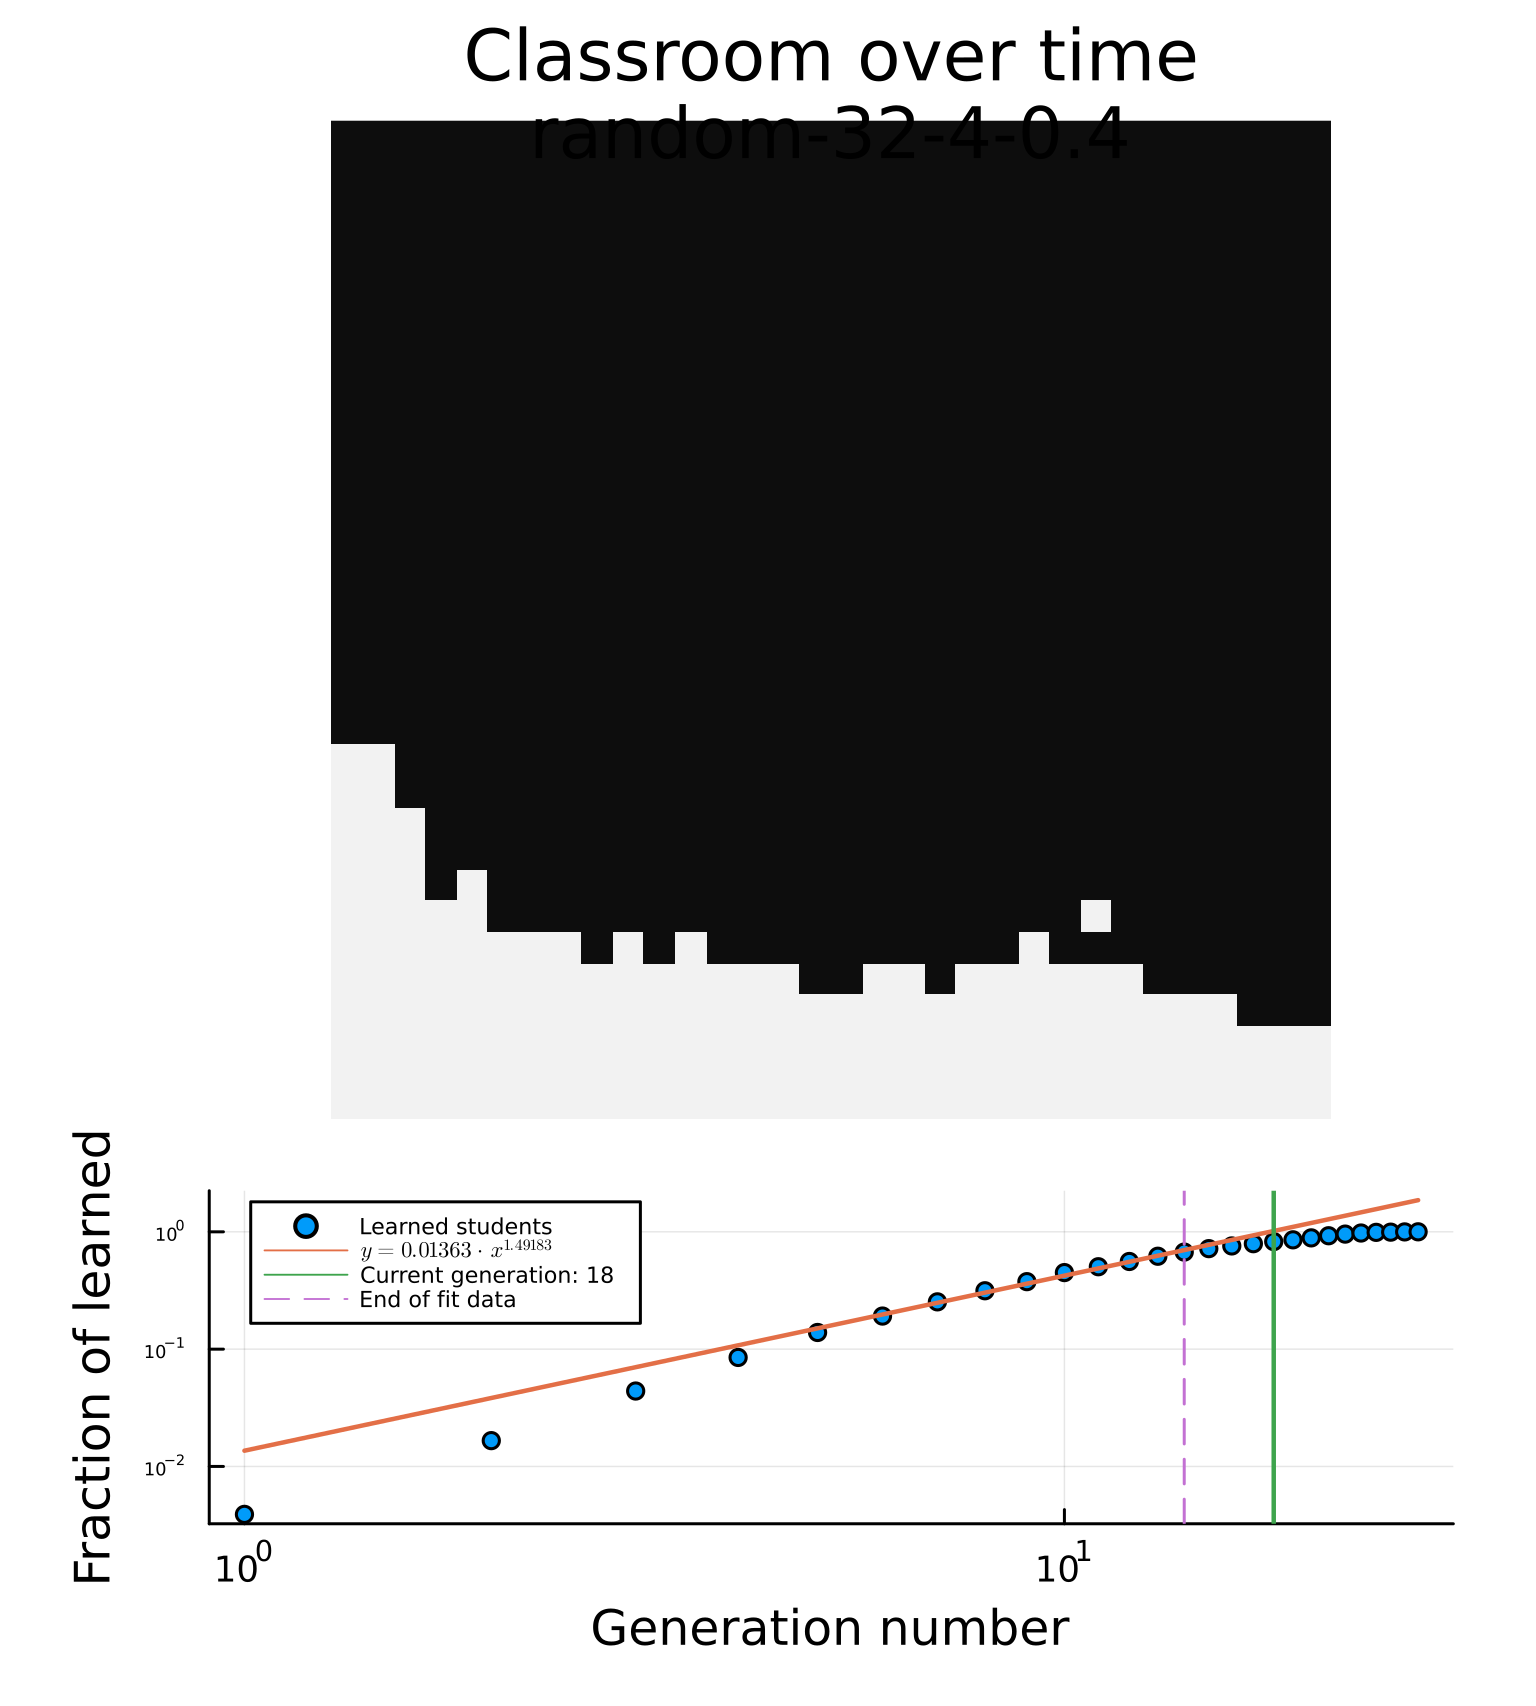 Classroom over time
random-32-4-0.4
Fraction of learned
10^0
10^-1
10^-2
Learned students
y = 0.01363 · x^1.49183
Current generation: 18
End of fit data
10^0
10^1
Generation number